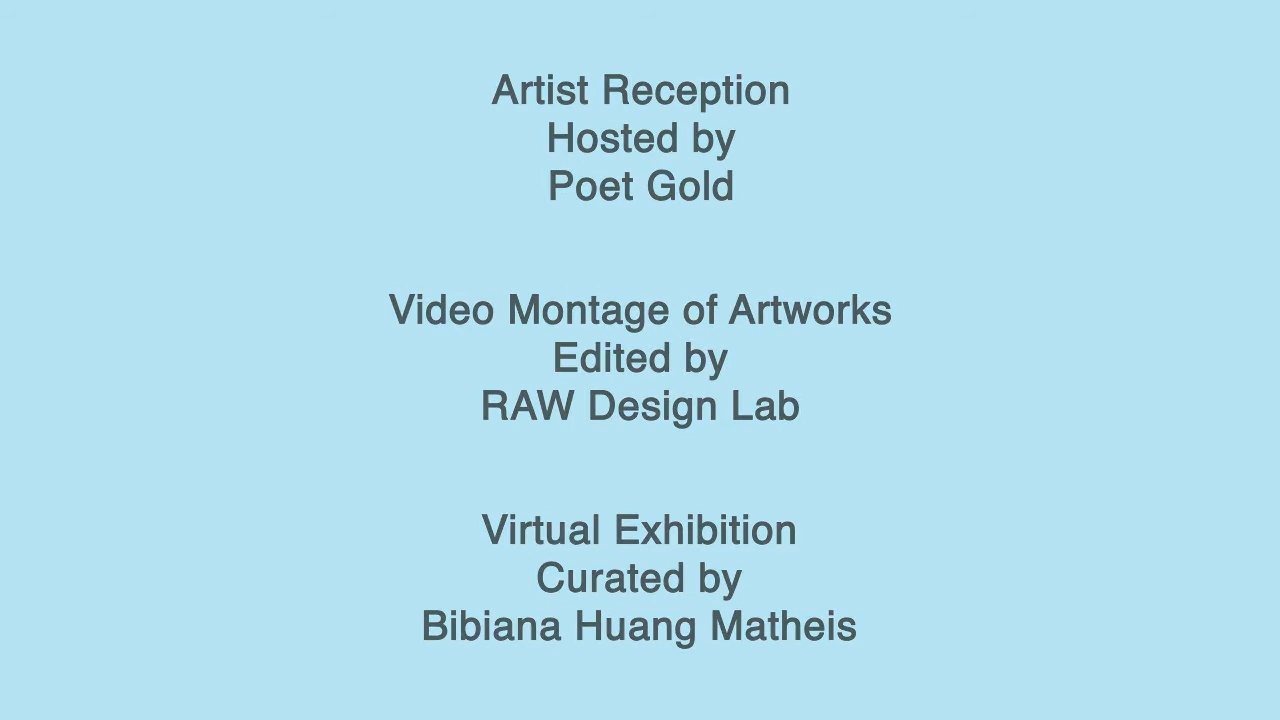 Artist Reception
Hosted by
Poet Gold
Video Montage of Artworks
Edited by
RAW Design Lab
Virtual Exhibition
Curated by
Bibiana Huang Matheis